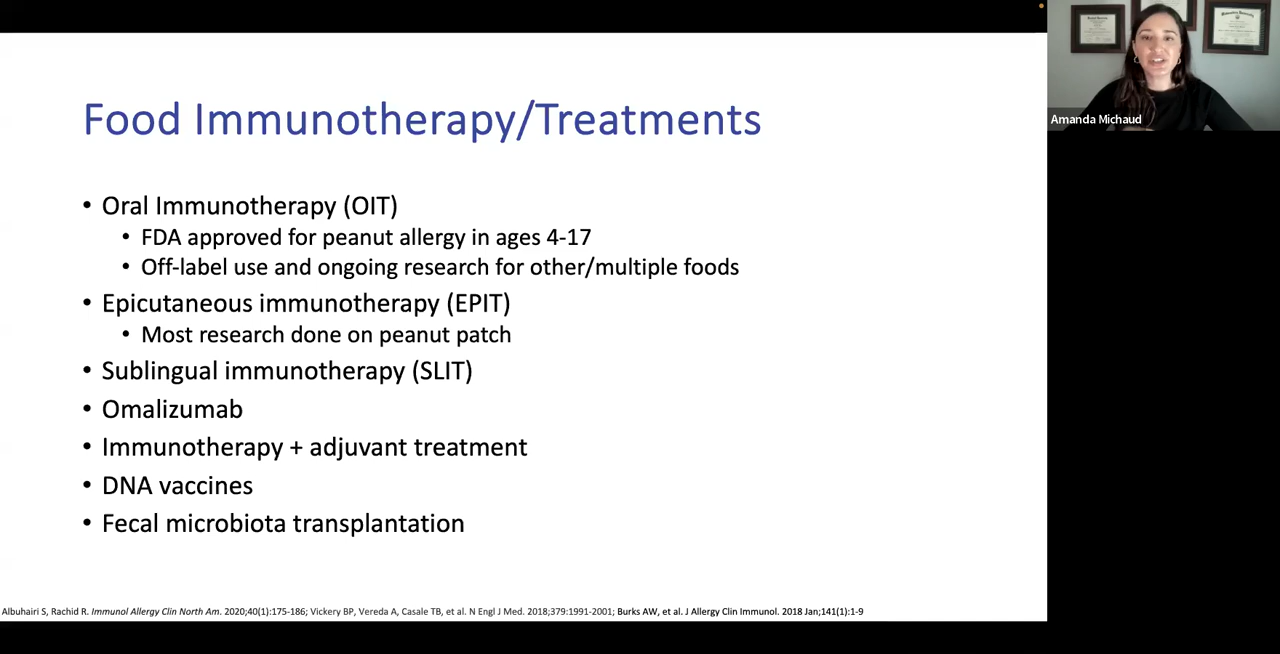 Food Immunotherapy/Treatments
• Oral Immunotherapy (OIT)
• FDA approved for peanut allergy in ages 4-17
• Off-label use and ongoing research for other/multiple foods
• Epicutaneous immunotherapy (EPIT)
• Most research done on peanut patch
• Sublingual immunotherapy (SLIT)
• Omalizumab
• Immunotherapy + adjuvant treatment
• DNA vaccines
• Fecal microbiota transplantation
Albuhairi S, Rachid R. Immunol Allergy Clin North Am. 2020;40(1):175-186; Vickery BP, Vereda A, Casale TB, et al. N Engl J Med. 2018;379:1991-2001; Burks AW, et al. J Allergy Clin Immunol. 2018 Jan;141(1):1-9
Amanda Michaud